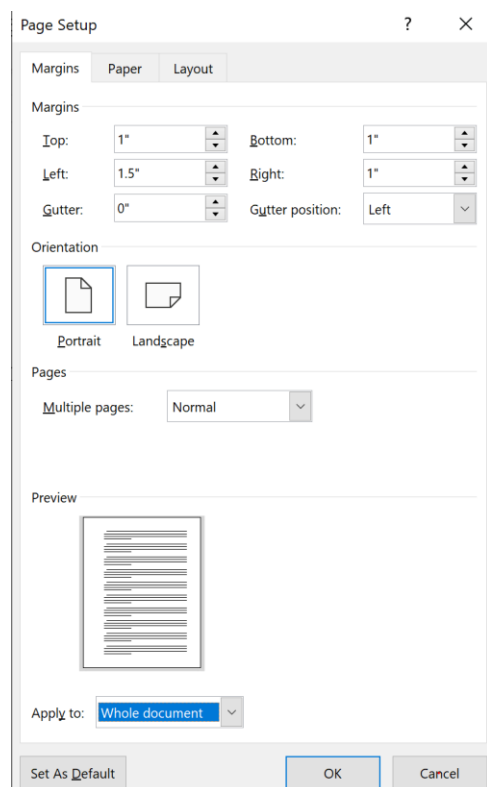 Page Setup ? ×
Margins Paper Layout
Margins
Top: 1" Bottom: 1"
Left: 1.5" Right: 1"
Gutter: 0" Gutter position: Left
Orientation
Portrait Landscape
Pages
Multiple pages: Normal
Preview
Apply to: Whole document
Set As Default OK Cancel